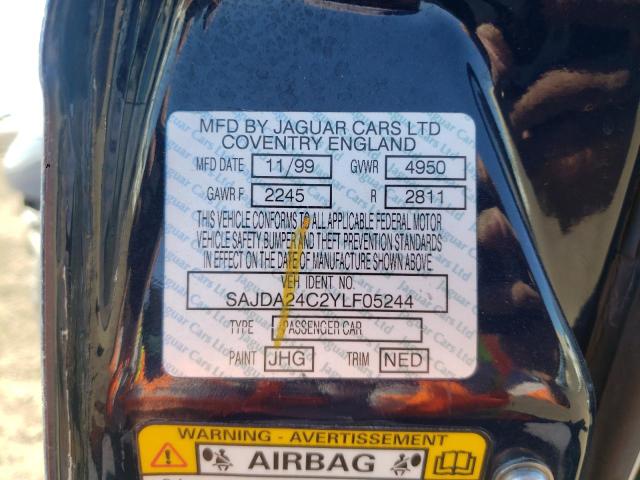 MFD BY JAGUAR CARS LTD
COVENTRY ENGLAND
MFD DATE 11/99 GVWR 4950
GAWR F 2245 R 2811
THIS VEHICLE CONFORMS TO ALL APPLICABLE FEDERAL MOTOR
VEHICLE SAFETY BUMPER AND THEFT PREVENTION STANDARDS
IN EFFECT ON THE DATE OF MANUFACTURE SHOWN ABOVE.
VEH IDENT NO.
SAJDA24C2YLF05244
TYPE PASSENGER CAR
PAINT JHG TRIM NED
WARNING - AVERTISSEMENT
AIRBAG